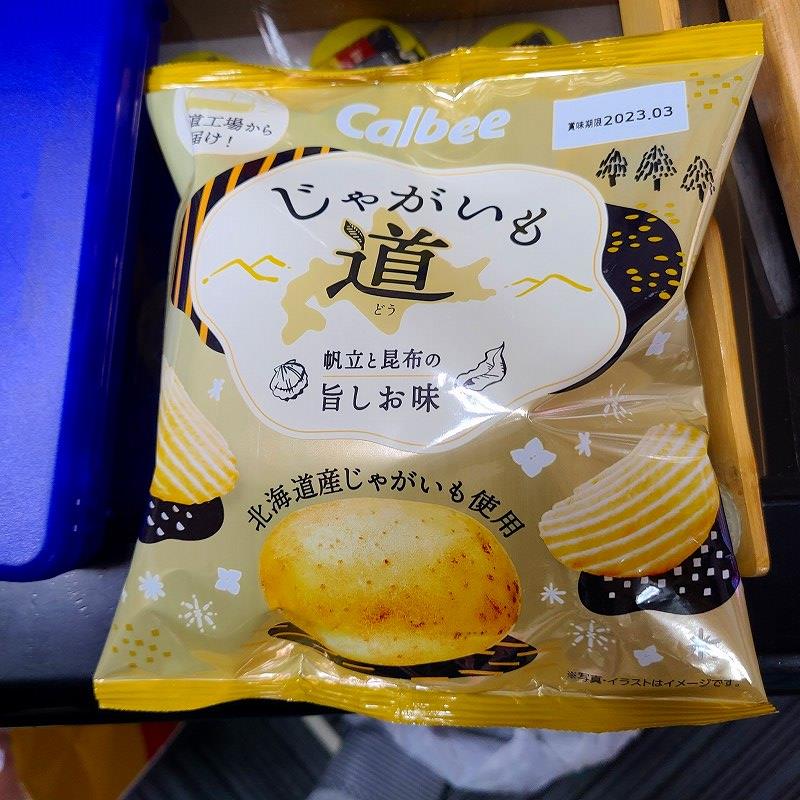 道工場から
届け!
Calbee
賞味期限2023.03
じゃがいも
道
どう
帆立と昆布の
旨しお味
北海道産じゃがいも使用
※写真・イラストはイメージです。